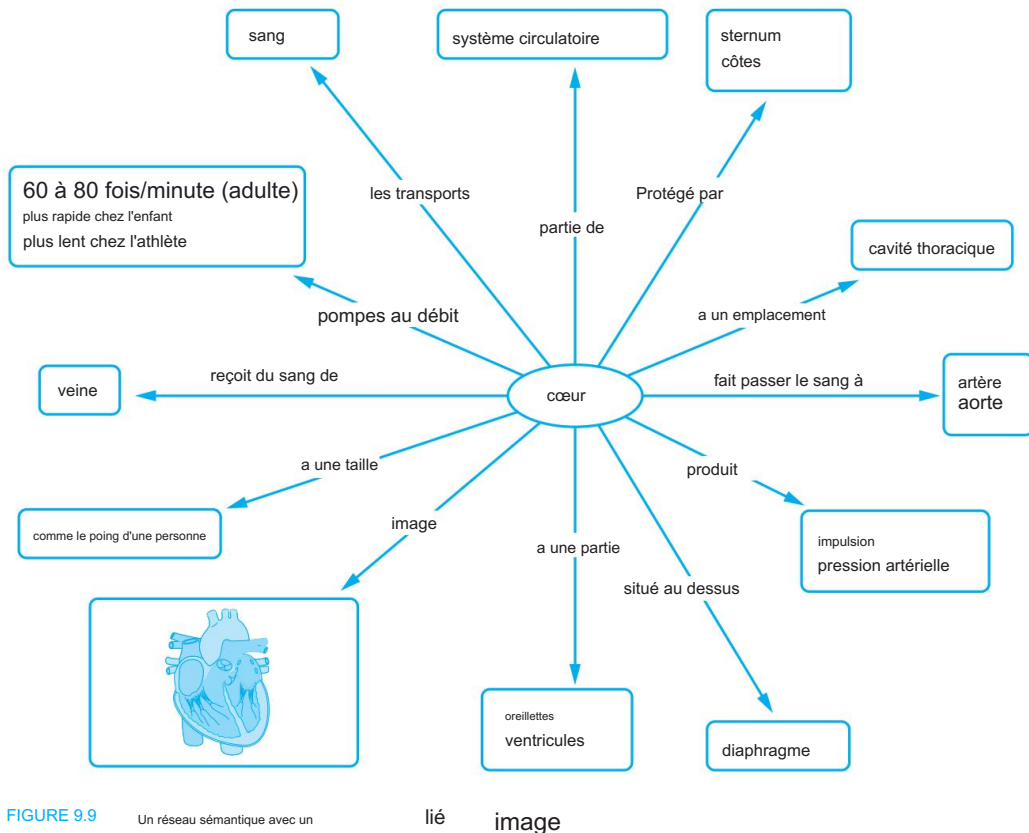 sang
système circulatoire
sternum
côtes
60 à 80 fois/minute (adulte)
plus rapide chez l'enfant
plus lent chez l'athlète
les transports
Protégé par
partie de
cavité thoracique
pompes au débit
a un emplacement
veine
reçoit du sang de
cœur
fait passer le sang à
artère
aorte
a une taille
produit
comme le poing d'une personne
image
a une partie
impulsion
pression artérielle
situé au dessus
oreillettes
ventricules
diaphragme
FIGURE 9.9 Un réseau sémantique avec un lié image